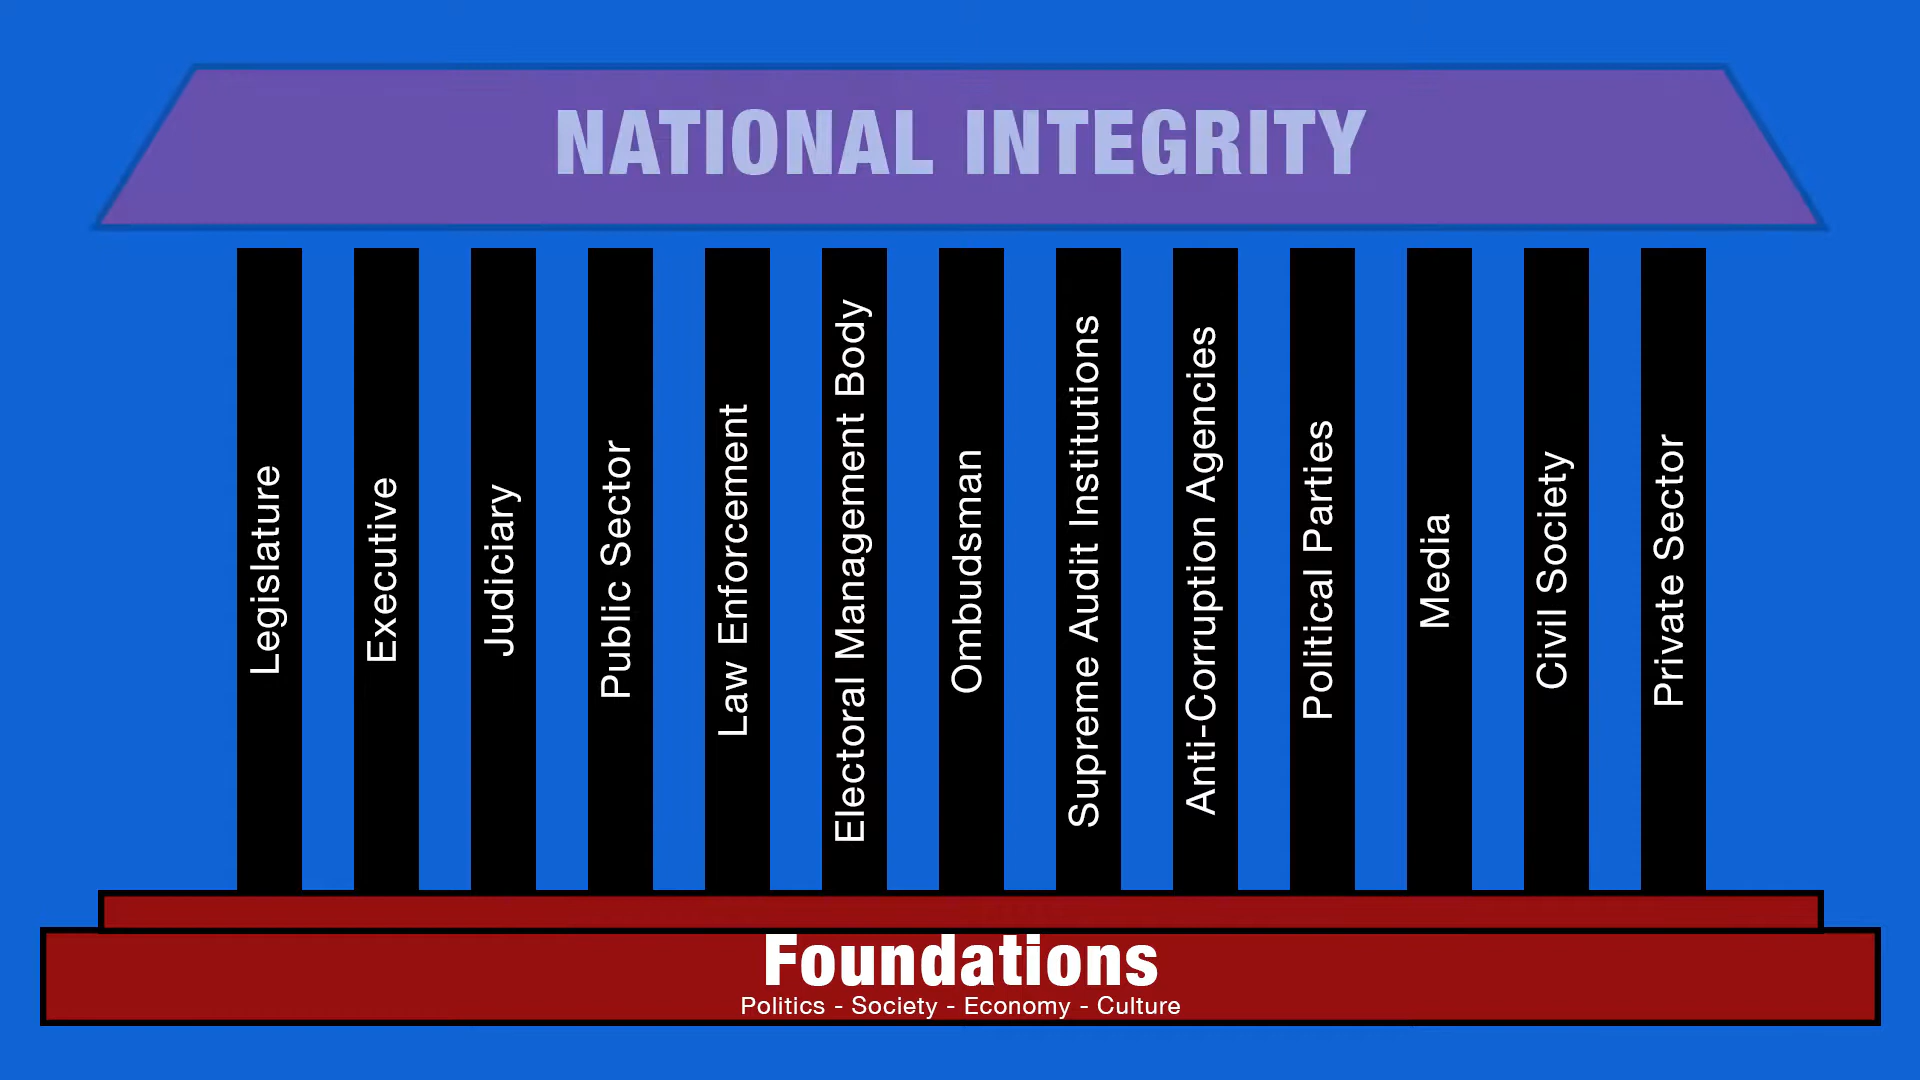 NATIONAL INTEGRITY
Legislature
Executive
Judiciary
Public Sector
Law Enforcement
Electoral Management Body
Ombudsman
Supreme Audit Institutions
Anti-Corruption Agencies
Political Parties
Media
Civil Society
Private Sector
Foundations
Politics - Society - Economy - Culture